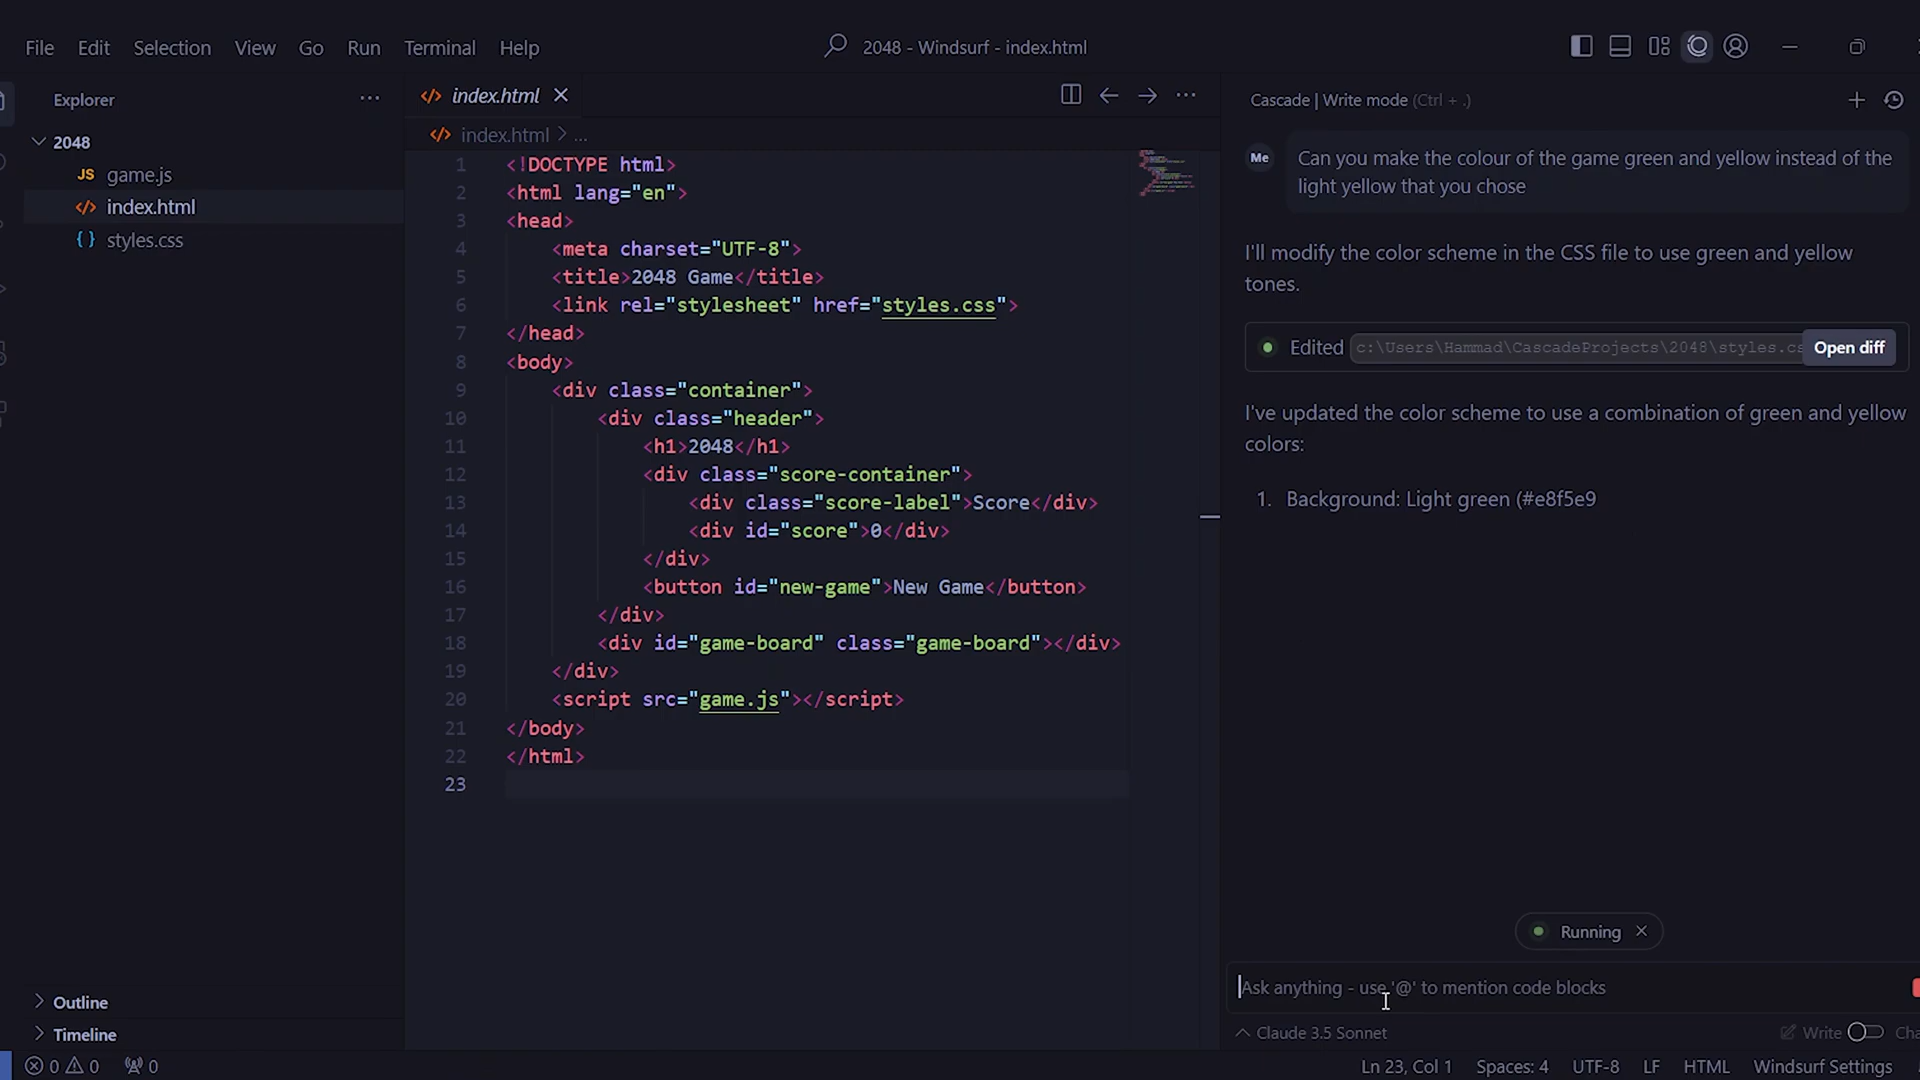 File Edit Selection View Go Run Terminal Help
2048 - Windsurf - index.html
Explorer
2048
JS game.js
index.html
{ } styles.css
Outline
Timeline
index.html
index.html > ...
1 <!DOCTYPE html>
2 <html lang="en">
3 <head>
4 <meta charset="UTF-8">
5 <title>2048 Game</title>
6 <link rel="stylesheet" href="styles.css">
7 </head>
8 <body>
9 <div class="container">
10 <div class="header">
11 <h1>2048</h1>
12 <div class="score-container">
13 <div class="score-label">Score</div>
14 <div id="score">0</div>
15 </div>
16 <button id="new-game">New Game</button>
17 </div>
18 <div id="game-board" class="game-board"></div>
19 </div>
20 <script src="game.js"></script>
21 </body>
22 </html>
23
Cascade | Write mode (Ctrl + .)
Me
Can you make the colour of the game green and yellow instead of the
light yellow that you chose
I'll modify the color scheme in the CSS file to use green and yellow
tones.
Edited c:\Users\Hammad\CascadeProjects\2048\styles.cs Open diff
I've updated the color scheme to use a combination of green and yellow
colors:
1. Background: Light green (#e8f5e9
Running
Ask anything - use '@' to mention code blocks
Claude 3.5 Sonnet
Write Cha
0 0 0
Ln 23, Col 1 Spaces: 4 UTF-8 LF HTML Windsurf Settings